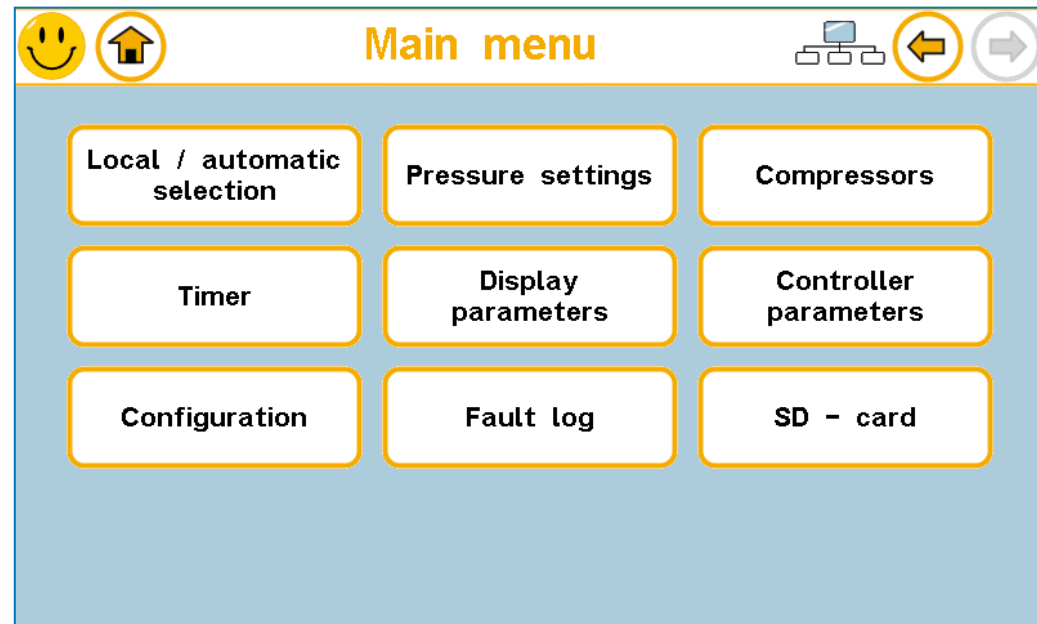 Main menu
Local / automatic
selection
Pressure settings
Compressors
Timer
Display
parameters
Controller
parameters
Configuration
Fault log
SD - card